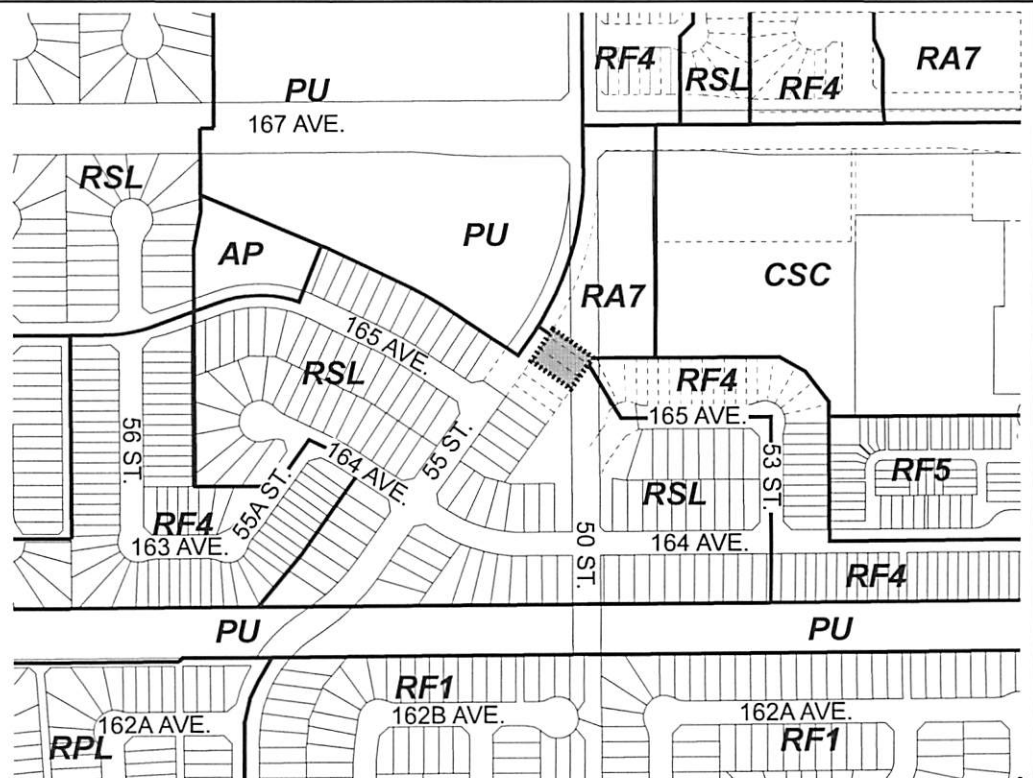 RF4
RSL
RF4
RA7
PU
167 AVE.
RSL
AP
PU
RA7
CSC
165 AVE.
RSL
RF4
165 AVE.
56 ST.
164 AVE.
55 ST.
53 ST.
RF5
55A ST.
RSL
RF4
163 AVE.
50 ST.
164 AVE.
RF4
PU
PU
RF1
162A AVE.
162B AVE.
162A AVE.
RPL
RF1